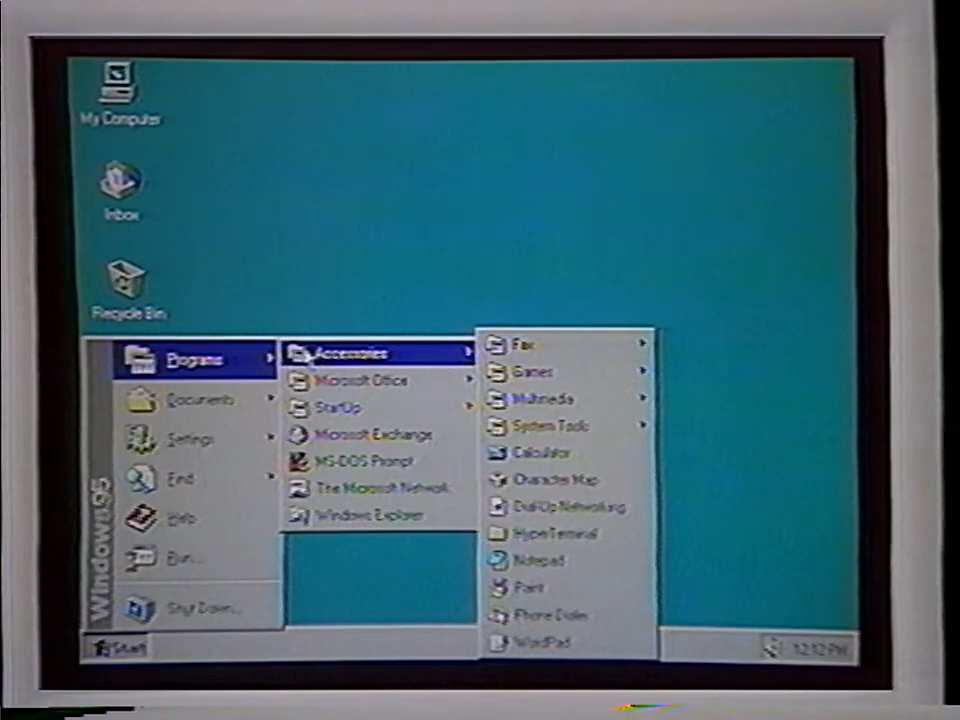 My Computer
Inbox
Recycle Bin
Programs
Documents
Settings
Find
Help
Run...
Shut Down...
Windows95
Start
Accessories
Microsoft Office
StartUp
Microsoft Exchange
MS-DOS Prompt
The Microsoft Network
Windows Explorer
Fax
Games
Multimedia
System Tools
Calculator
Character Map
Dial-Up Networking
HyperTerminal
Notepad
Paint
Phone Dialer
WordPad
12:12 PM